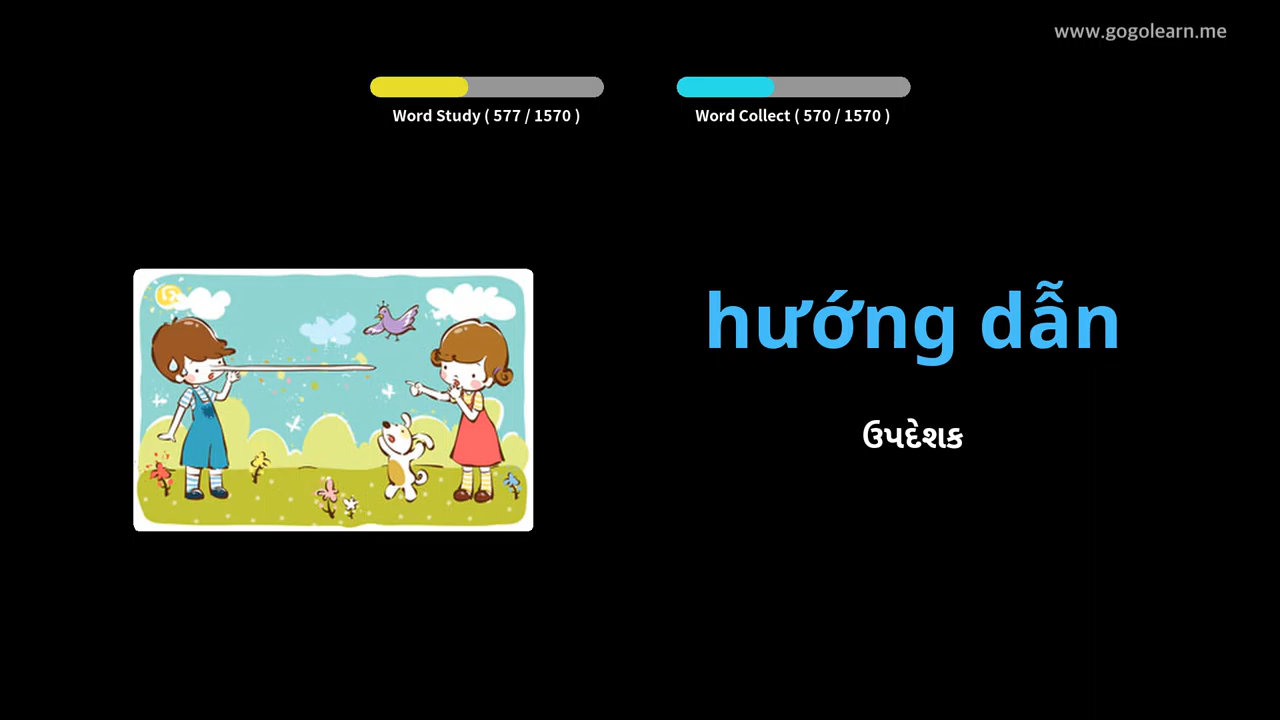 www.gogolearn.me
Word Study ( 577 / 1570 )
Word Collect ( 570 / 1570 )
hướng dẫn
ઉપદેશક